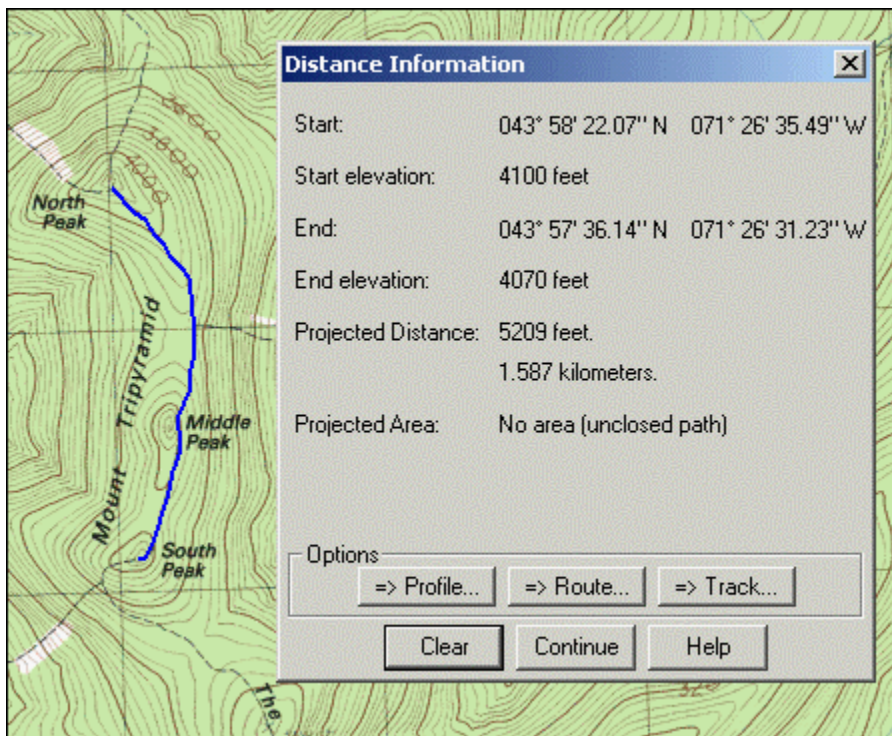 3600
3800
4000
North
Peak
Mount Tripyramid
Middle
Peak
South
Peak
The
Distance Information
Start: 043° 58' 22.07" N 071° 26' 35.49" W
Start elevation: 4100 feet
End: 043° 57' 36.14" N 071° 26' 31.23" W
End elevation: 4070 feet
Projected Distance: 5209 feet.
1.587 kilometers.
Projected Area: No area (unclosed path)
Options
=> Profile... => Route... => Track...
Clear Continue Help